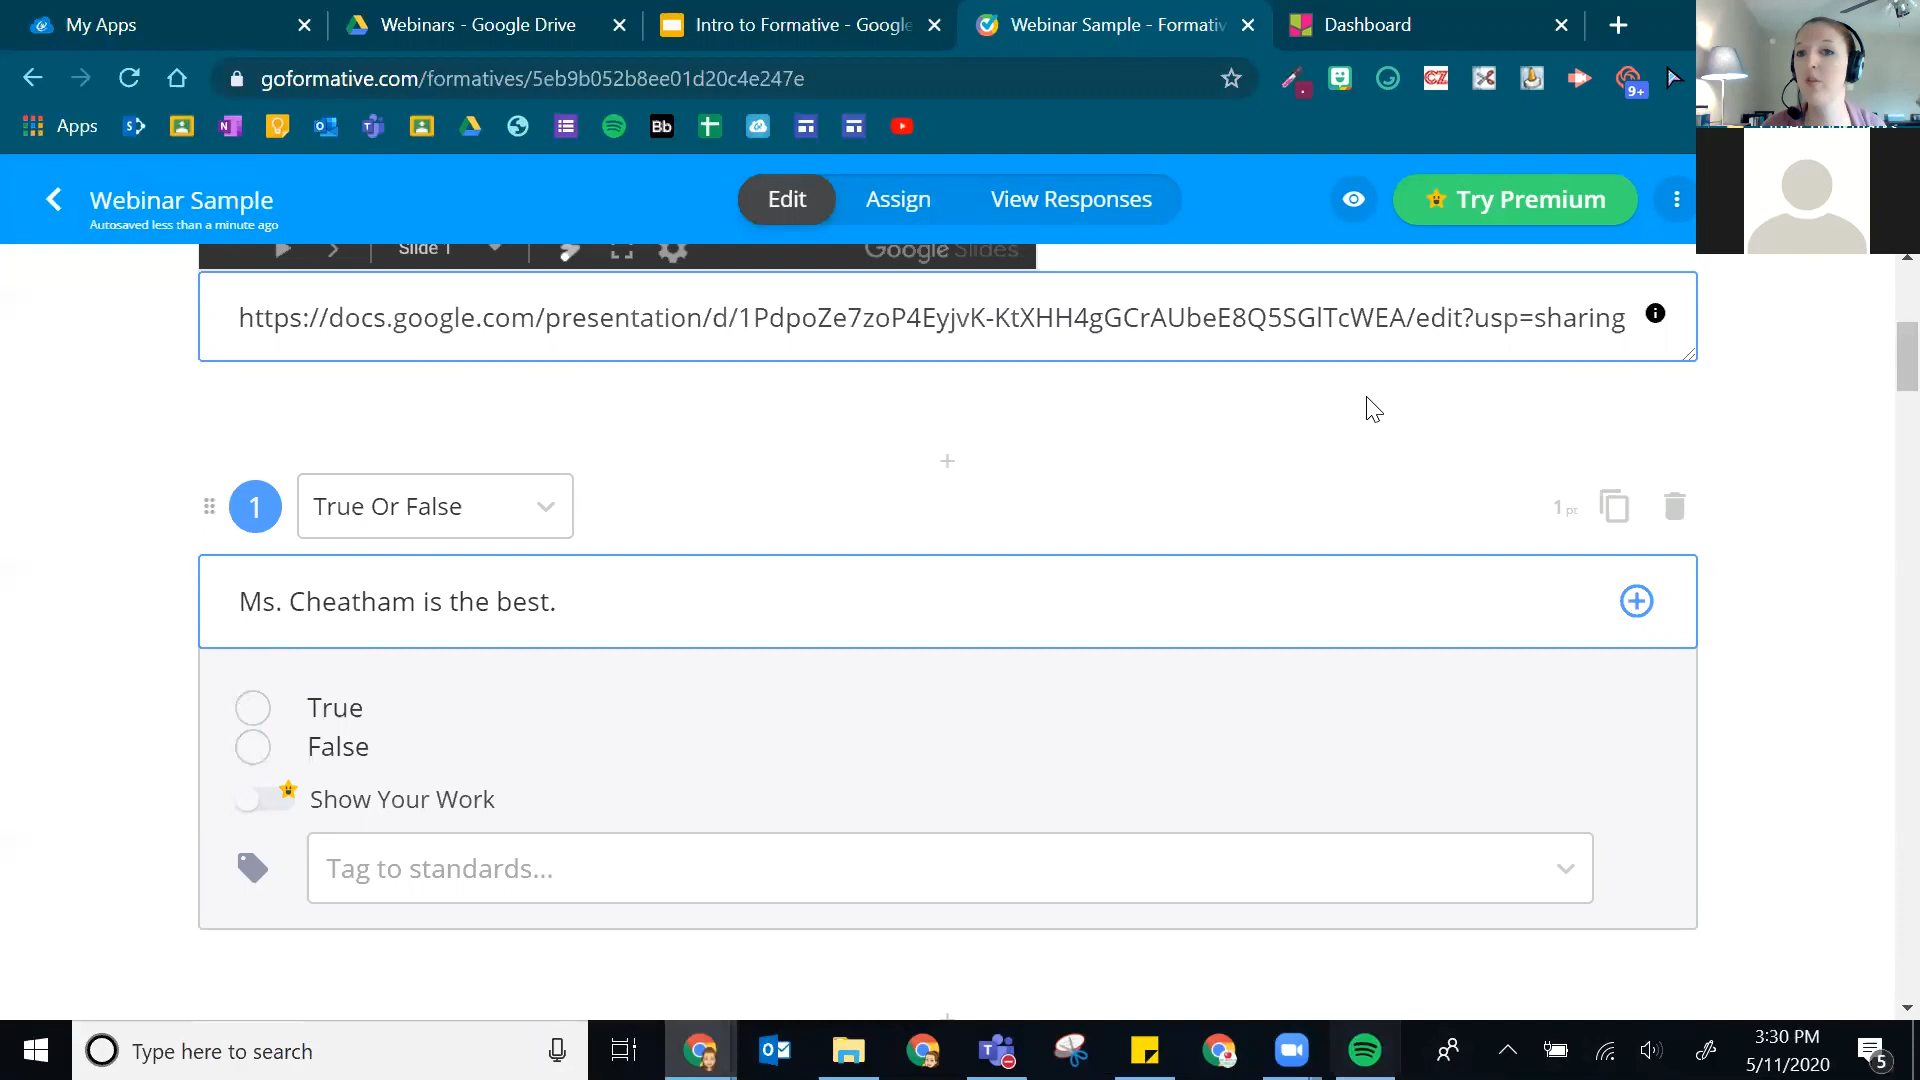 My Apps
Webinars - Google Drive
Intro to Formative - Google
Webinar Sample - Formativ
Dashboard
goformative.com/formatives/5eb9b052b8ee01d20c4e247e
9+
Apps
Bb
Webinar Sample
Autosaved less than a minute ago
Edit
Assign
View Responses
Try Premium
Slide 1
Google Slides
https://docs.google.com/presentation/d/1PdpoZe7zoP4EyjvK-KtXHH4gGCrAUbeE8Q5SGlTcWEA/edit?usp=sharing
1
True Or False
1 pt
Ms. Cheatham is the best.
True
False
Show Your Work
Tag to standards...
Type here to search
3:30 PM
5/11/2020
5